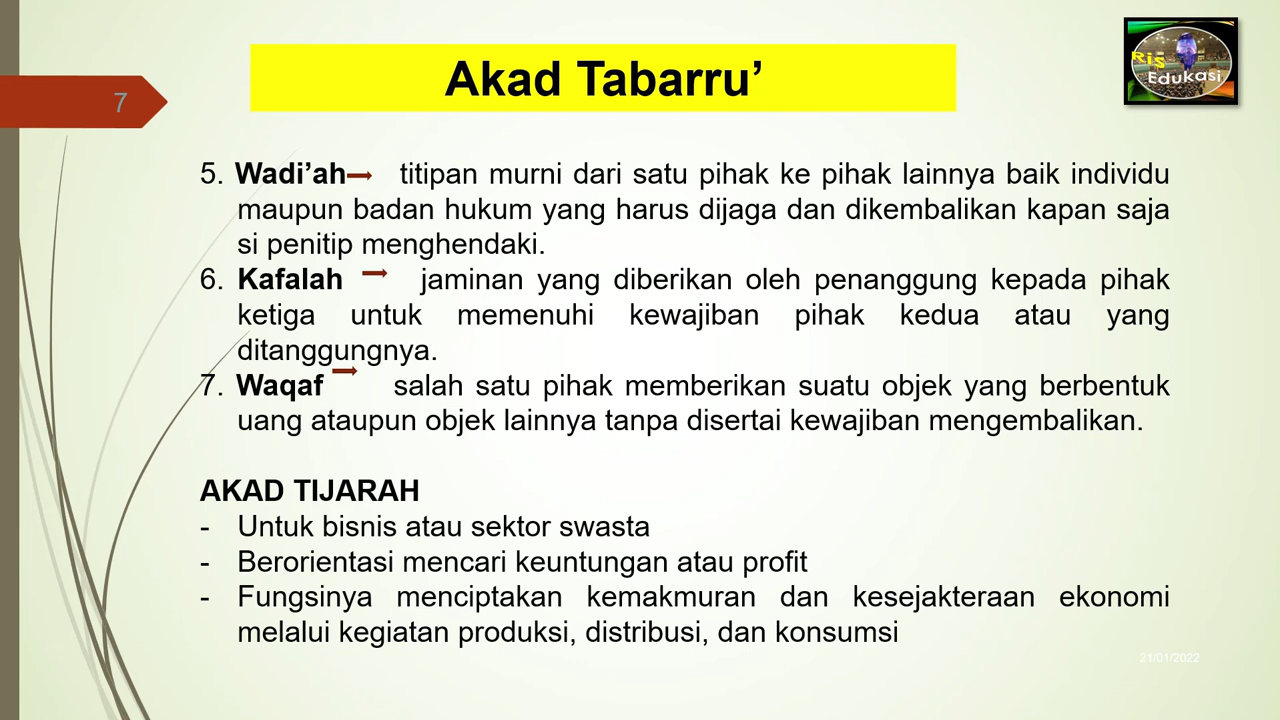 7
Akad Tabarru’
Ris
Edukasi
5. Wadi’ah titipan murni dari satu pihak ke pihak lainnya baik individu
maupun badan hukum yang harus dijaga dan dikembalikan kapan saja
si penitip menghendaki.
6. Kafalah jaminan yang diberikan oleh penanggung kepada pihak
ketiga untuk memenuhi kewajiban pihak kedua atau yang
ditanggungnya.
7. Waqaf salah satu pihak memberikan suatu objek yang berbentuk
uang ataupun objek lainnya tanpa disertai kewajiban mengembalikan.
AKAD TIJARAH
- Untuk bisnis atau sektor swasta
- Berorientasi mencari keuntungan atau profit
- Fungsinya menciptakan kemakmuran dan kesejakteraan ekonomi
melalui kegiatan produksi, distribusi, dan konsumsi
21/01/2022